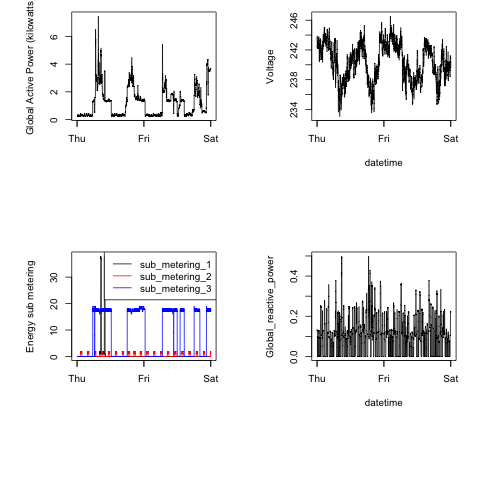 Global Active Power (kilowatts
0
2
4
6
Thu
Fri
Sat
Voltage
234
238
242
246
Thu
Fri
Sat
datetime
Energy sub metering
0
10
20
30
sub_metering_1
sub_metering_2
sub_metering_3
Thu
Fri
Sat
Global_reactive_power
0.0
0.2
0.4
Thu
Fri
Sat
datetime